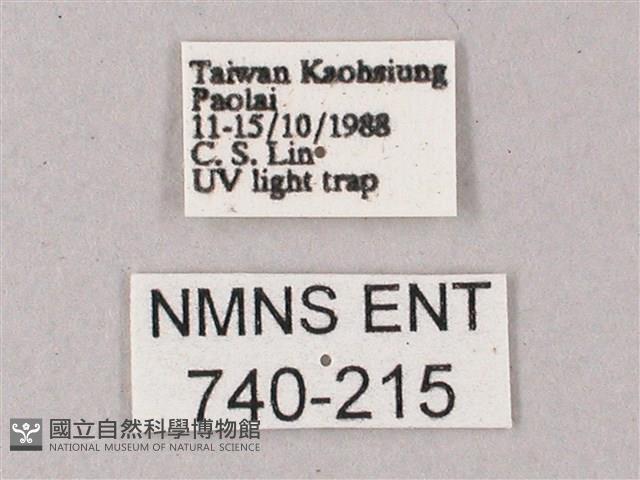 Taiwan Kaohsiung
Paolai
11-15/10/1988
C. S. Lin
UV light trap
NMNS ENT
740-215
國立自然科學博物館
NATIONAL MUSEUM OF NATURAL SCIENCE